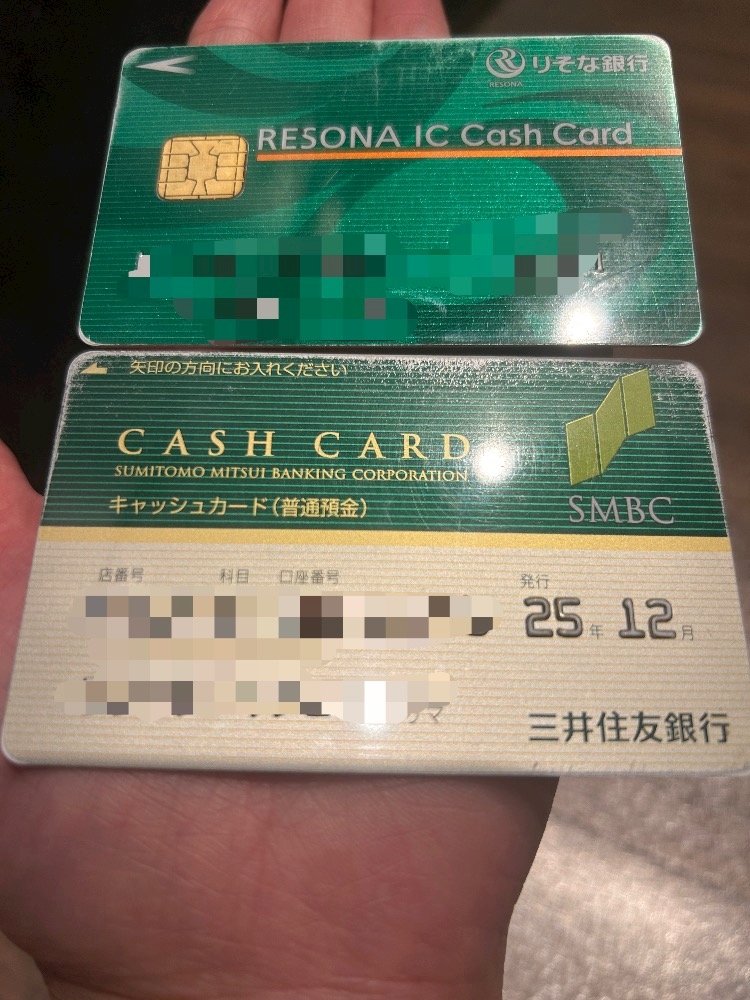 りそな銀行
RESONA
RESONA IC Cash Card
矢印の方向にお入れください
CASH CARD
SUMITOMO MITSUI BANKING CORPORATION
キャッシュカード(普通預金)
SMBC
店番号 科目 口座番号 発行
25年 12月
三井住友銀行